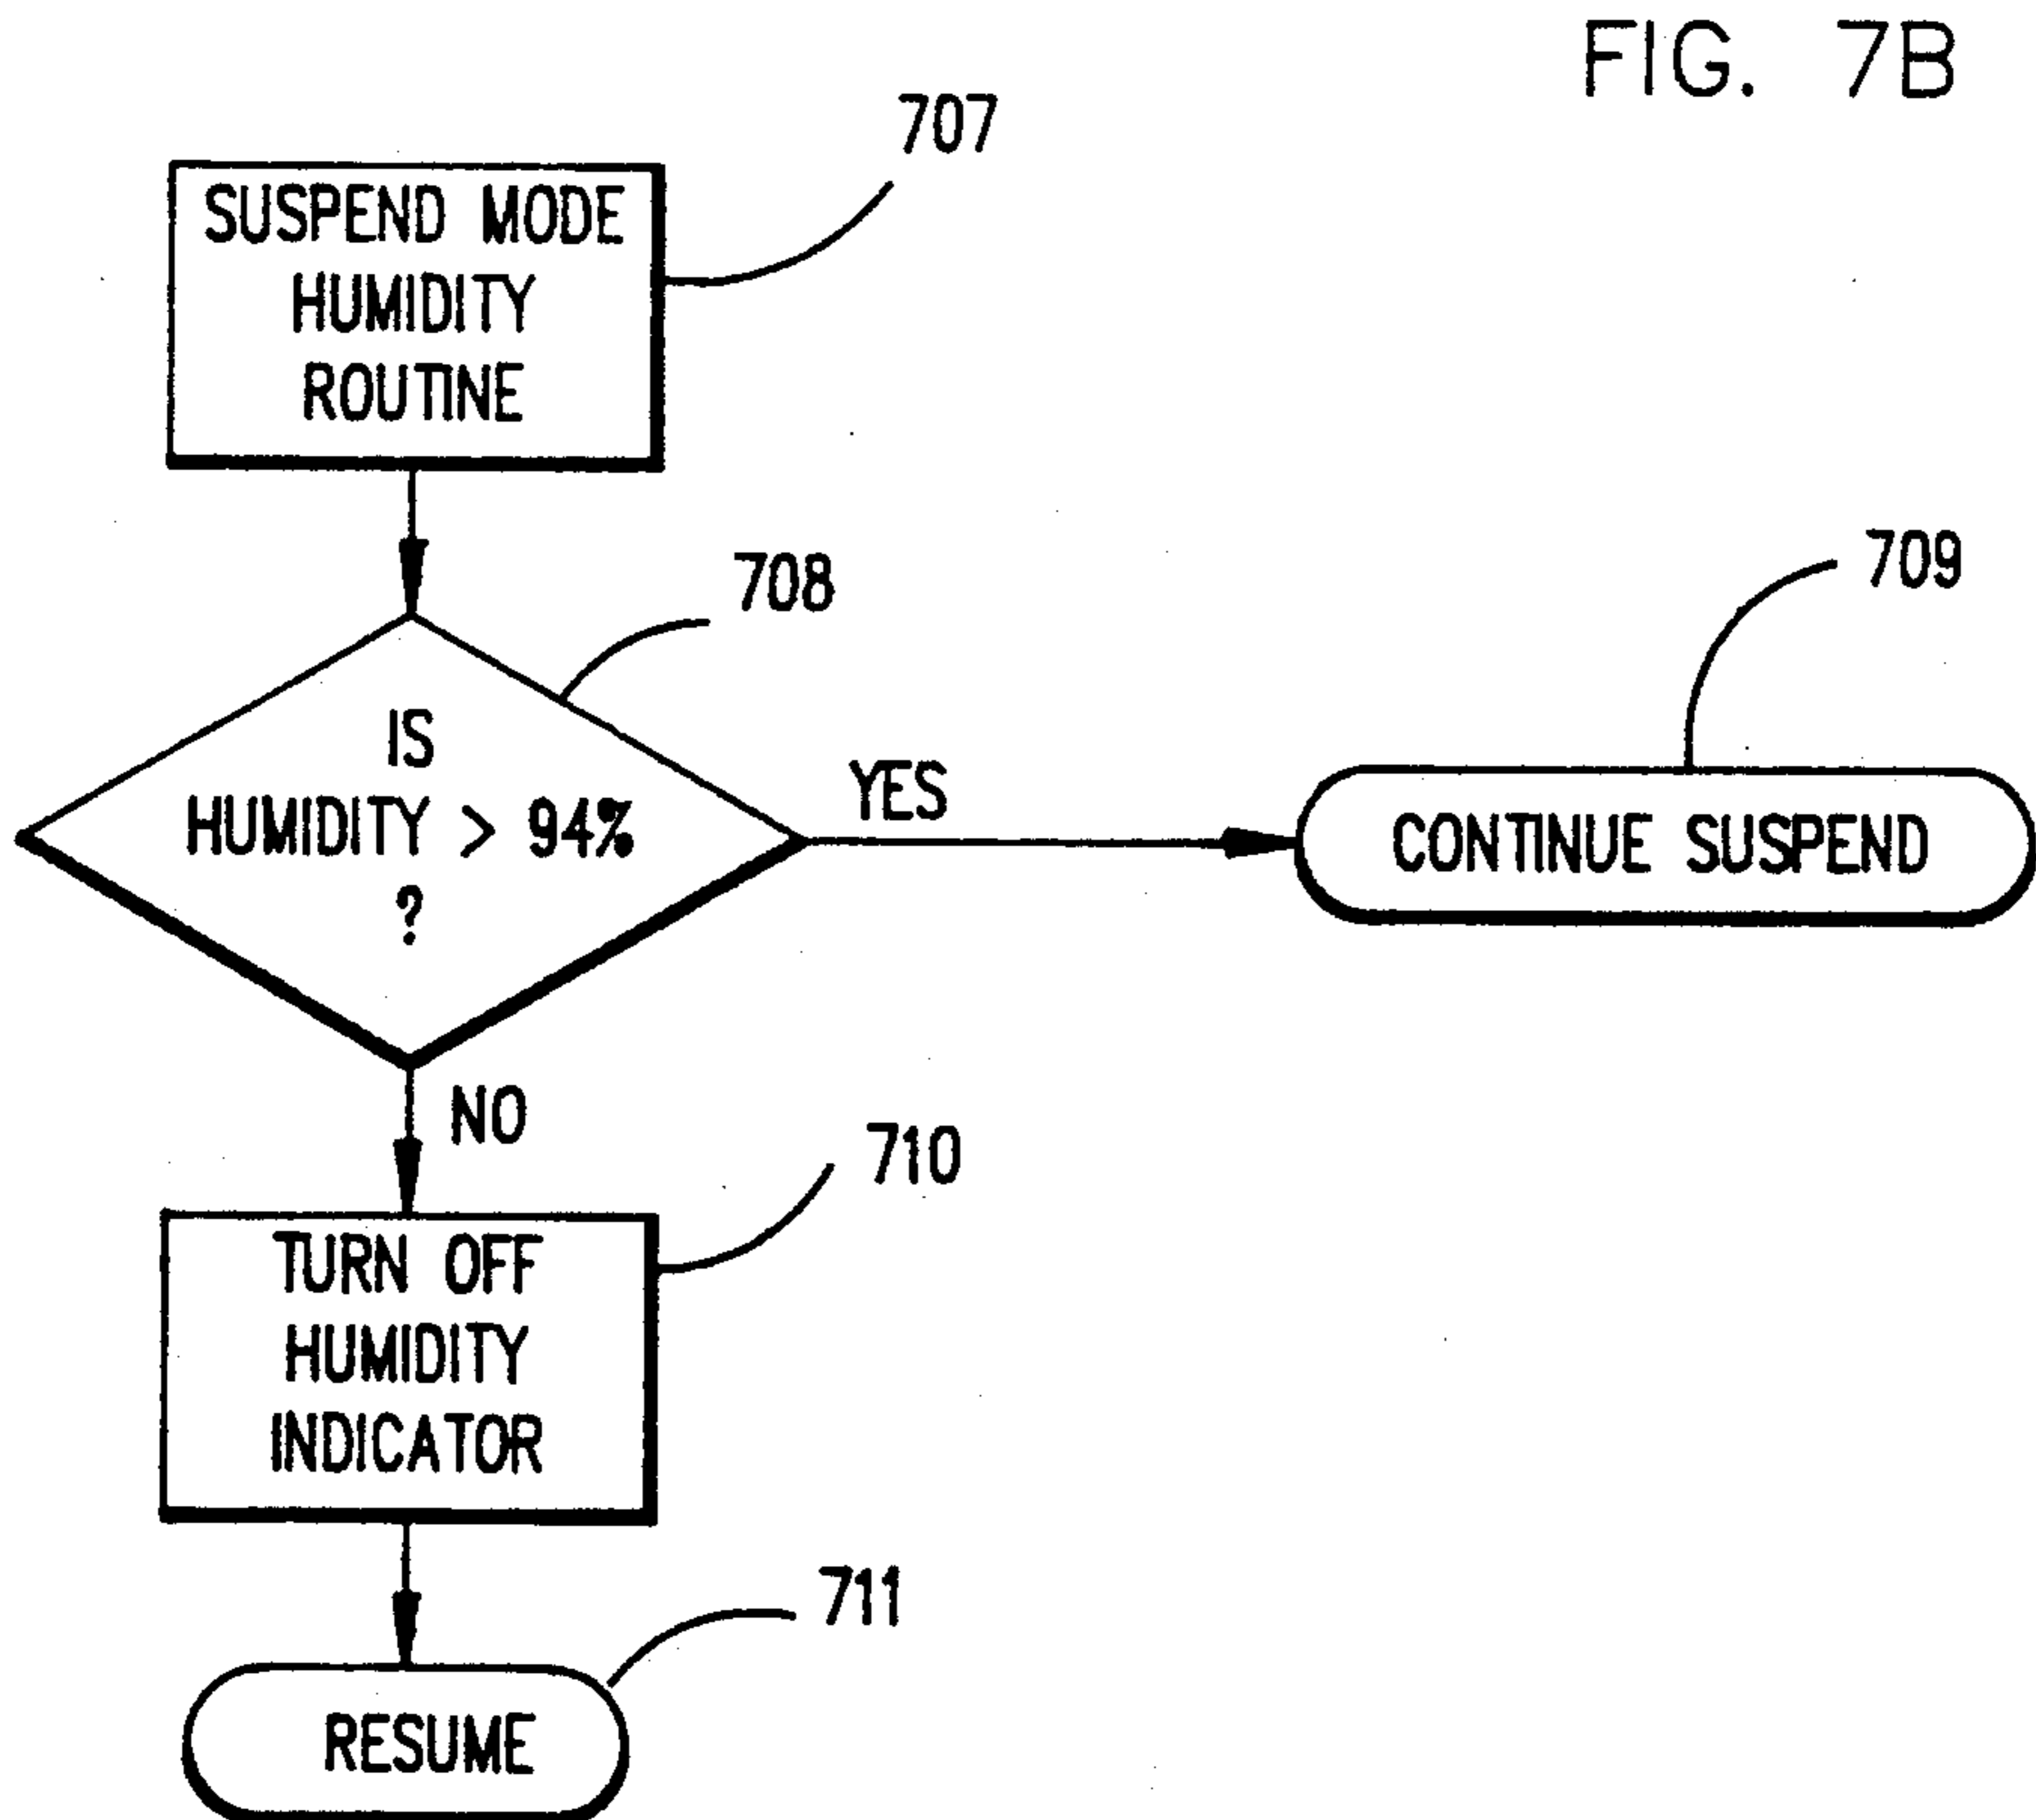 FIG. 7B
707
SUSPEND MODE
HUMIDITY
ROUTINE
708
709
IS
HUMIDITY > 94%
?
YES
CONTINUE SUSPEND
NO
710
TURN OFF
HUMIDITY
INDICATOR
711
RESUME